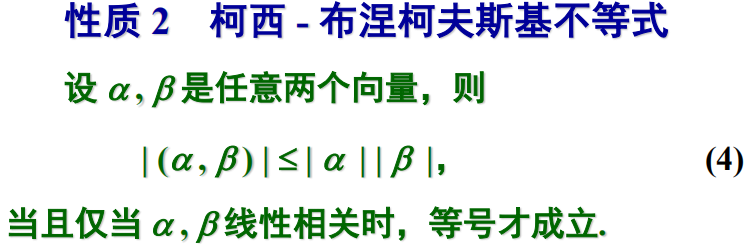 性质 2 柯西 - 布涅柯夫斯基不等式
设 α , β 是任意两个向量，则
| (α , β ) | ≤ | α | | β |, (4)
当且仅当 α , β 线性相关时，等号才成立.